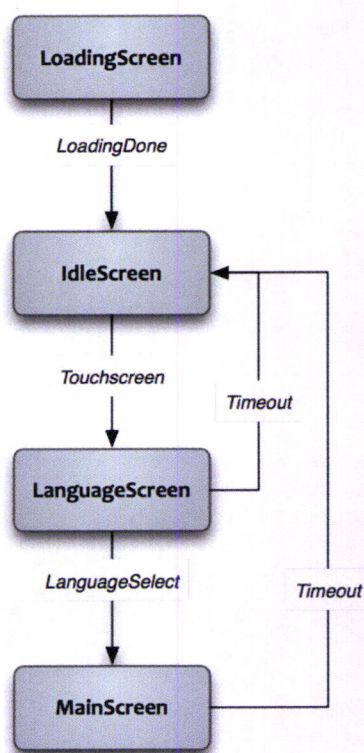 LoadingScreen
LoadingDone
IdleScreen
Touchscreen
Timeout
LanguageScreen
LanguageSelect
Timeout
MainScreen